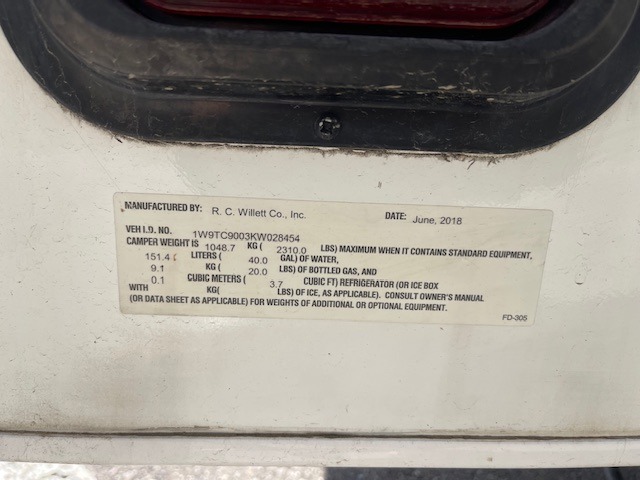 MANUFACTURED BY: R. C. Willett Co., Inc. DATE: June, 2018
VEH I.D. NO. 1W9TC9003KW028454
CAMPER WEIGHT IS 1048.7 KG ( 2310.0 LBS) MAXIMUM WHEN IT CONTAINS STANDARD EQUIPMENT,
151.4 LITERS ( 40.0 GAL) OF WATER,
9.1 KG ( 20.0 LBS) OF BOTTLED GAS, AND
0.1 CUBIC METERS ( 3.7 CUBIC FT) REFRIGERATOR (OR ICE BOX
WITH KG( LBS) OF ICE, AS APPLICABLE). CONSULT OWNER'S MANUAL
(OR DATA SHEET AS APPLICABLE) FOR WEIGHTS OF ADDITIONAL OR OPTIONAL EQUIPMENT.
FD-305